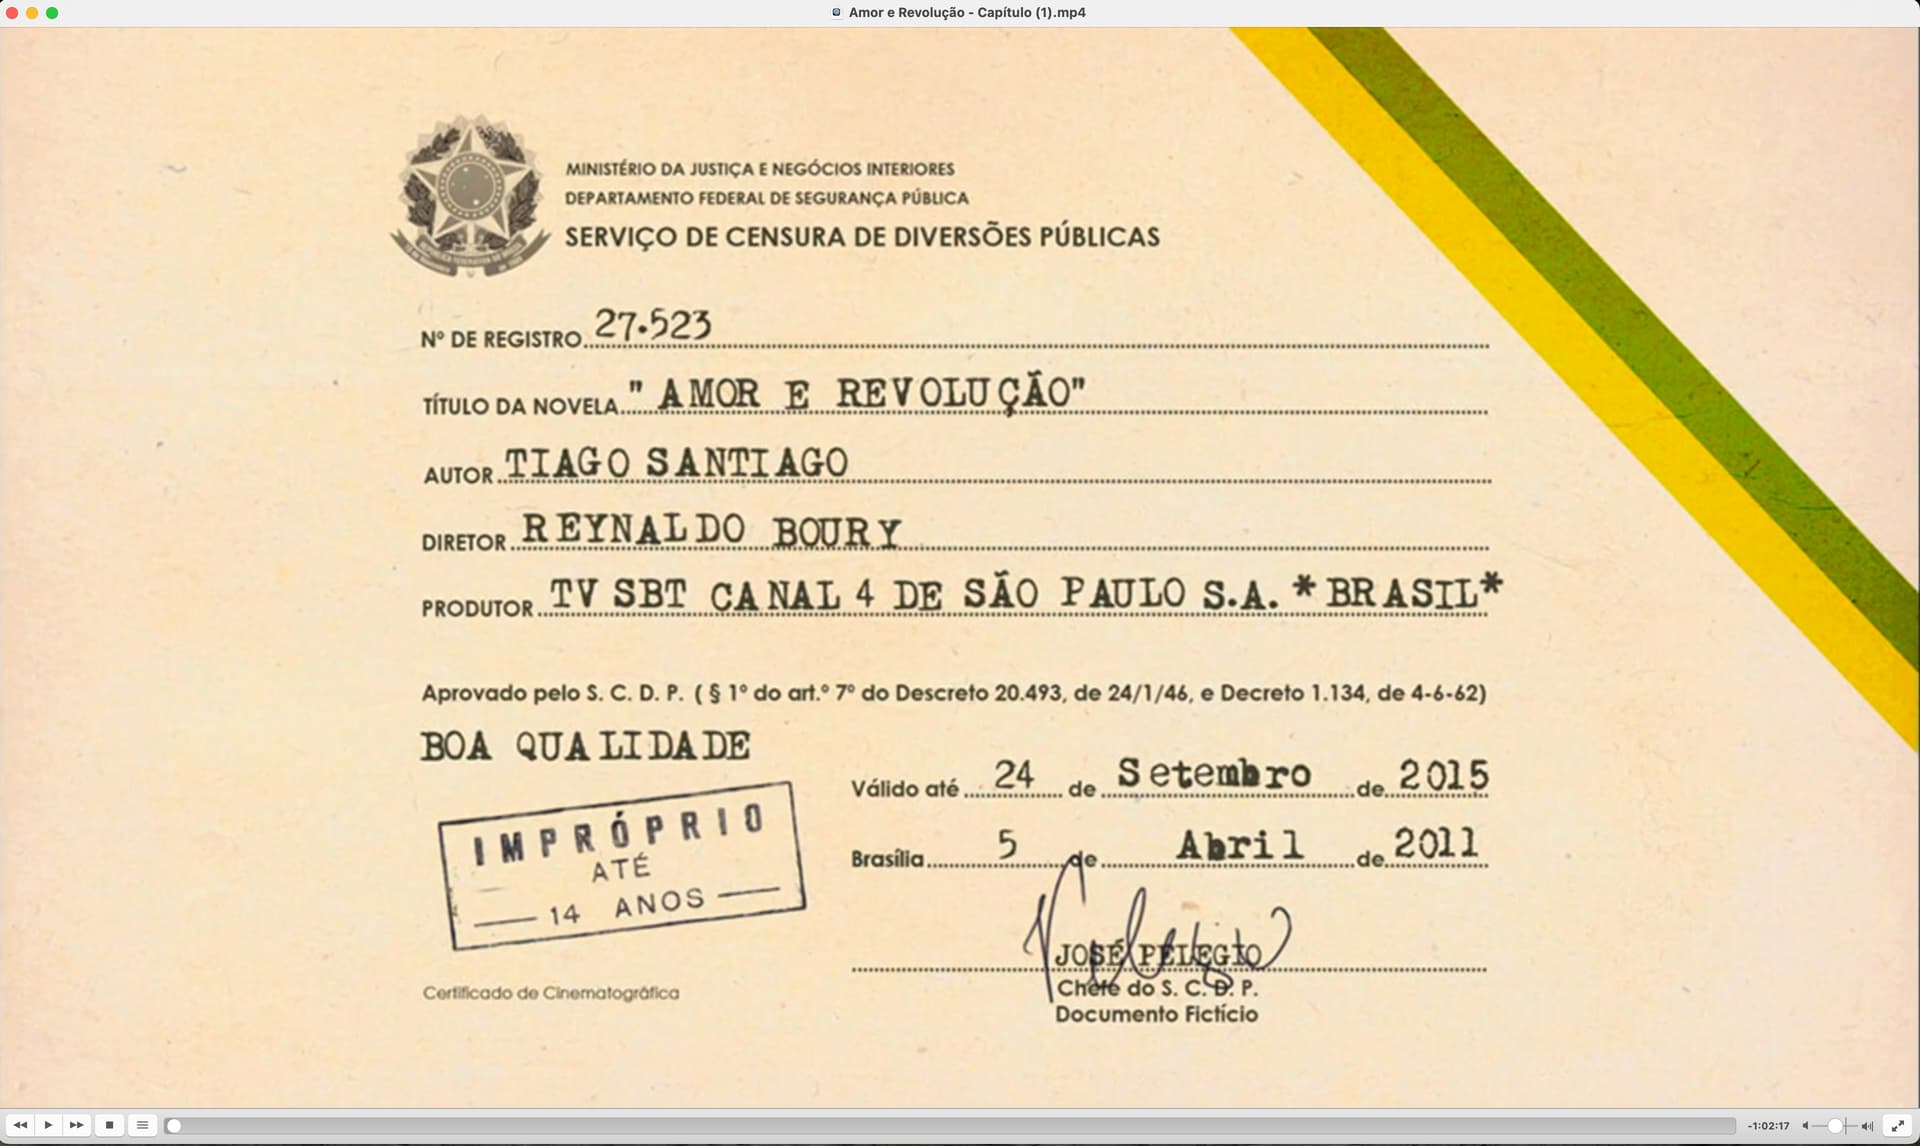 Amor e Revolução - Capítulo (1).mp4
MINISTÉRIO DA JUSTIÇA E NEGÓCIOS INTERIORES
DEPARTAMENTO FEDERAL DE SEGURANÇA PÚBLICA
SERVIÇO DE CENSURA DE DIVERSÕES PÚBLICAS
Nº DE REGISTRO 27.523
TÍTULO DA NOVELA " AMOR E REVOLUÇÃO"
AUTOR TIAGO SANTIAGO
DIRETOR REYNALDO BOURY
PRODUTOR TV SBT CANAL 4 DE SÃO PAULO S.A. * BRASIL*
Aprovado pelo S. C. D. P. ( § 1º do art.º 7º do Descreto 20.493, de 24/1/46, e Decreto 1.134, de 4-6-62)
BOA QUALIDADE
IMPRÓPRIO
ATÉ
14 ANOS
Válido até 24 de Setembro de 2015
Brasília 5 de Abril de 2011
JOSÉ PELEGIO
Chefe do S. C. D. P.
Documento Fictício
Certificado de Cinematográfica
-1:02:17